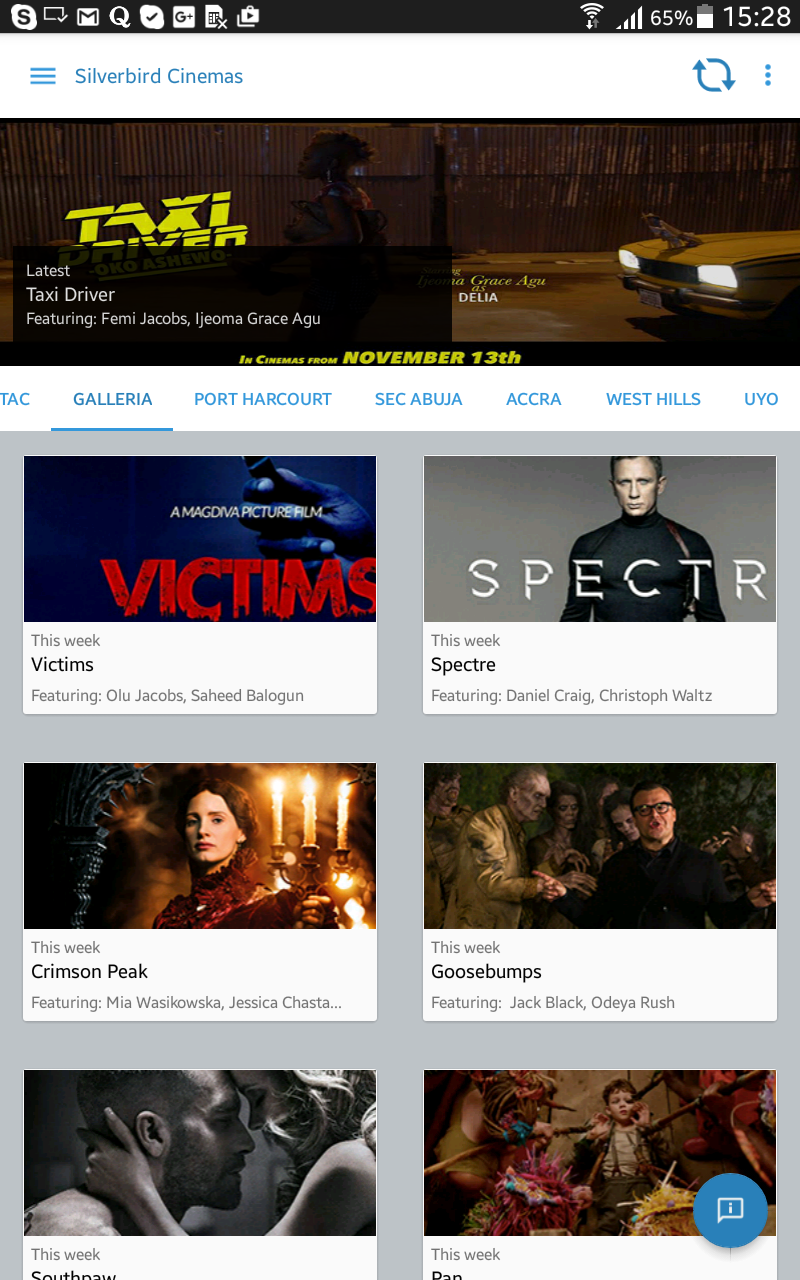 65% 15:28
Silverbird Cinemas
TAXI
DRIVER
-OKO ASHEWO-
Latest
Taxi Driver
Featuring: Femi Jacobs, Ijeoma Grace Agu
Starring
Ijeoma Grace Agu
as
DELIA
IN CINEMAS FROM NOVEMBER 13th
TAC GALLERIA PORT HARCOURT SEC ABUJA ACCRA WEST HILLS UYO
A MAGDIVA PICTURE FILM
VICTIMS
This week
Victims
Featuring: Olu Jacobs, Saheed Balogun
SPECTR
This week
Spectre
Featuring: Daniel Craig, Christoph Waltz
This week
Crimson Peak
Featuring: Mia Wasikowska, Jessica Chasta...
This week
Goosebumps
Featuring: Jack Black, Odeya Rush
This week
Southpaw
This week
Pan